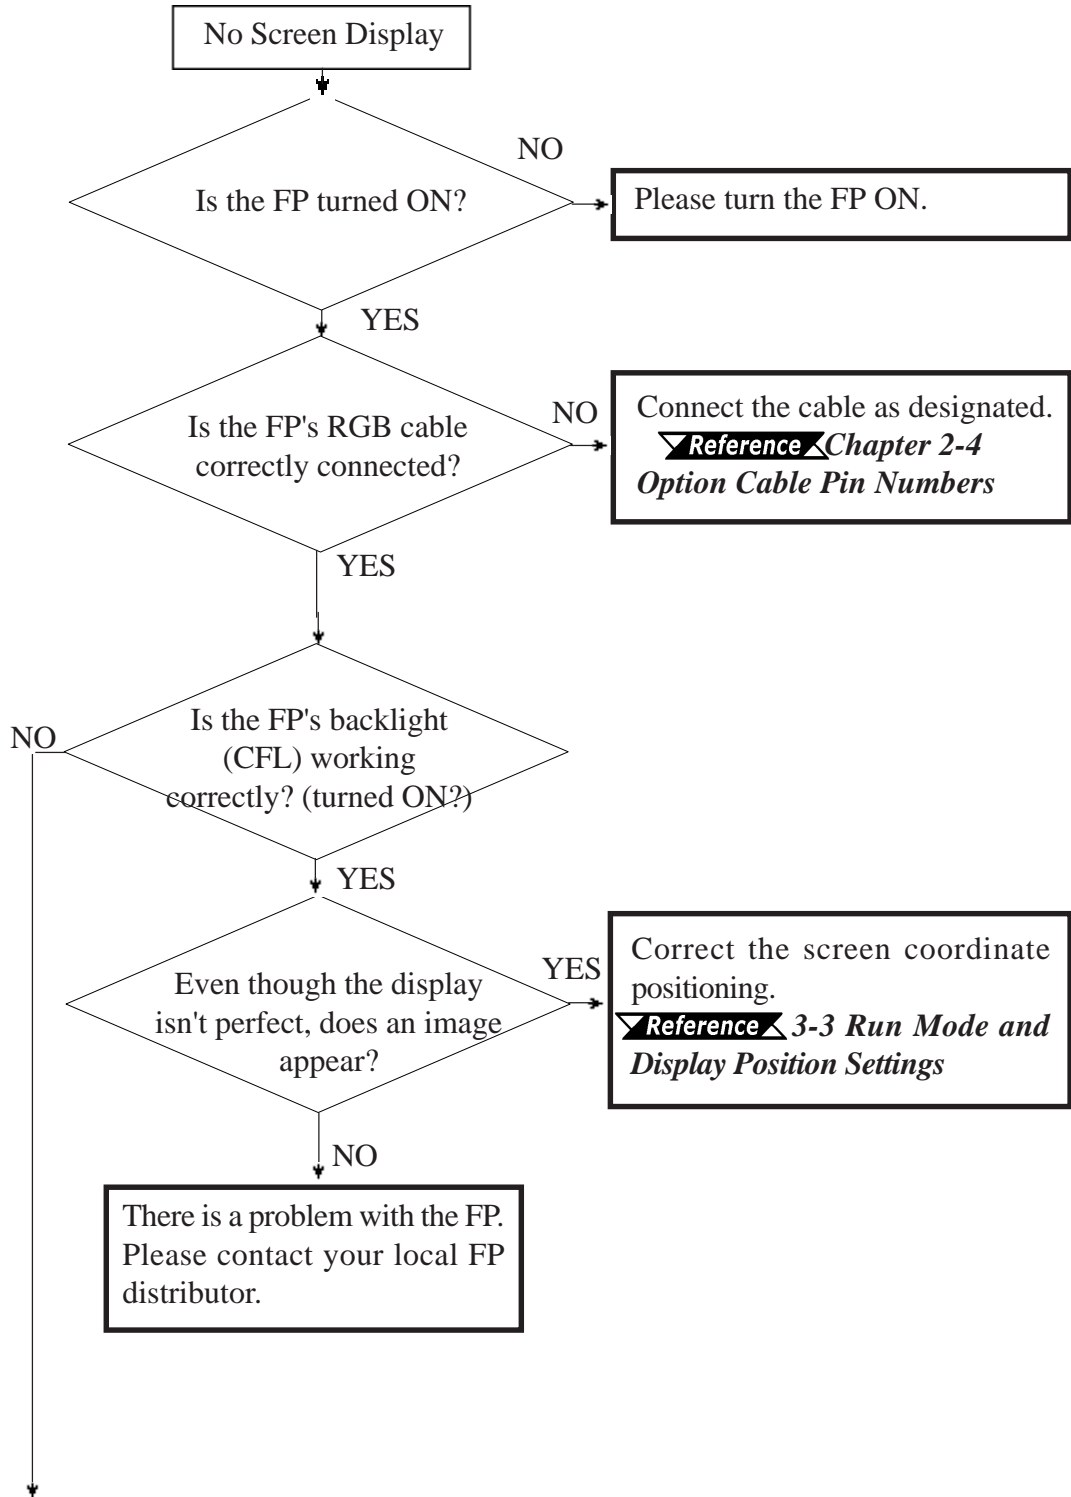 No Screen Display
NO
Is the FP turned ON?
Please turn the FP ON.
YES
Is the FP's RGB cable
correctly connected?
NO
Connect the cable as designated.
Reference Chapter 2-4
Option Cable Pin Numbers
YES
NO
Is the FP's backlight
(CFL) working
correctly? (turned ON?)
YES
Even though the display
isn't perfect, does an image
appear?
YES
Correct the screen coordinate
positioning.
Reference 3-3 Run Mode and
Display Position Settings
NO
There is a problem with the FP.
Please contact your local FP
distributor.